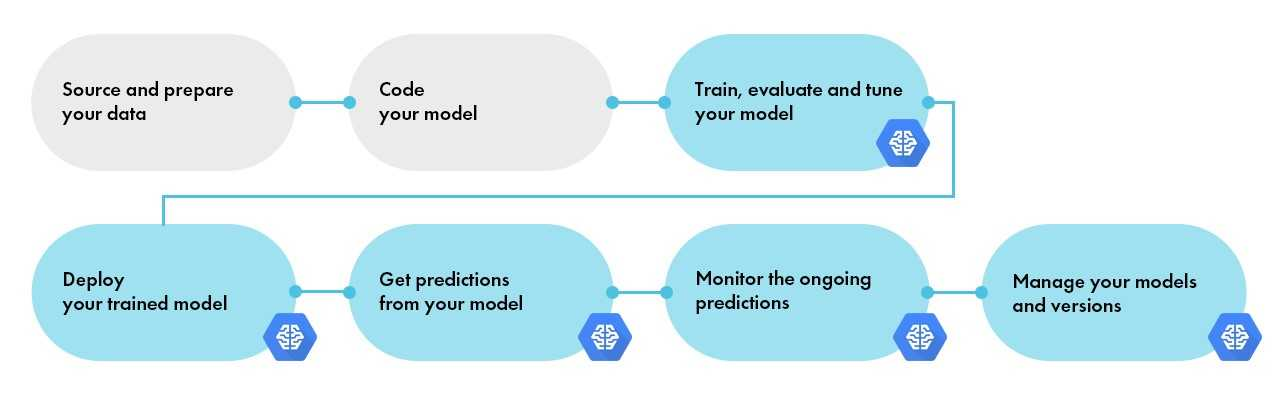 Source and prepare
your data
Code
your model
Train, evaluate and tune
your model
Deploy
your trained model
Get predictions
from your model
Monitor the ongoing
predictions
Manage your models
and versions